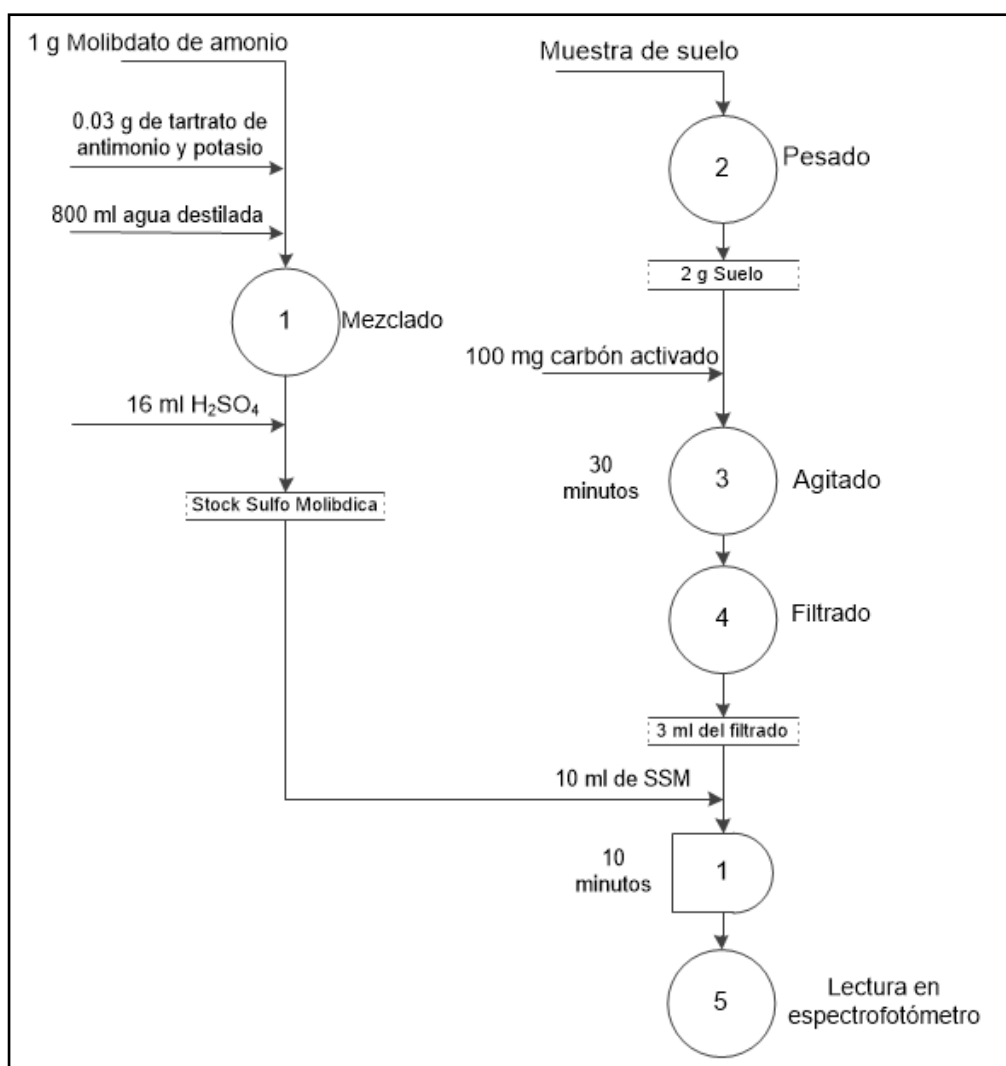 1 g Molibdato de amonio
0.03 g de tartrato de
antimonio y potasio
800 ml agua destilada
1
Mezclado
16 ml H₂SO₄
Stock Sulfo Molibdica
Muestra de suelo
2
Pesado
2 g Suelo
100 mg carbón activado
30
minutos
3
Agitado
4
Filtrado
3 ml del filtrado
10 ml de SSM
10
minutos
1
5
Lectura en
espectrofotómetro